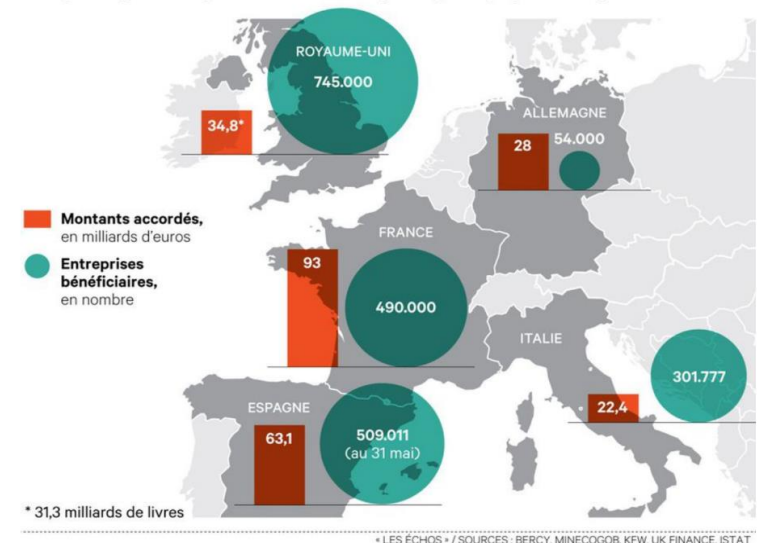 ROYAUME-UNI
745.000
34,8*
ALLEMAGNE
28
54.000
Montants accordés,
en milliards d'euros
Entreprises
bénéficiaires,
en nombre
FRANCE
93
490.000
ITALIE
301.777
22,4
ESPAGNE
63,1
509.011
(au 31 mai)
* 31,3 milliards de livres
« LES ÉCHOS » / SOURCES : BERCY, MINECOGOB, KFW, UK FINANCE, ISTAT